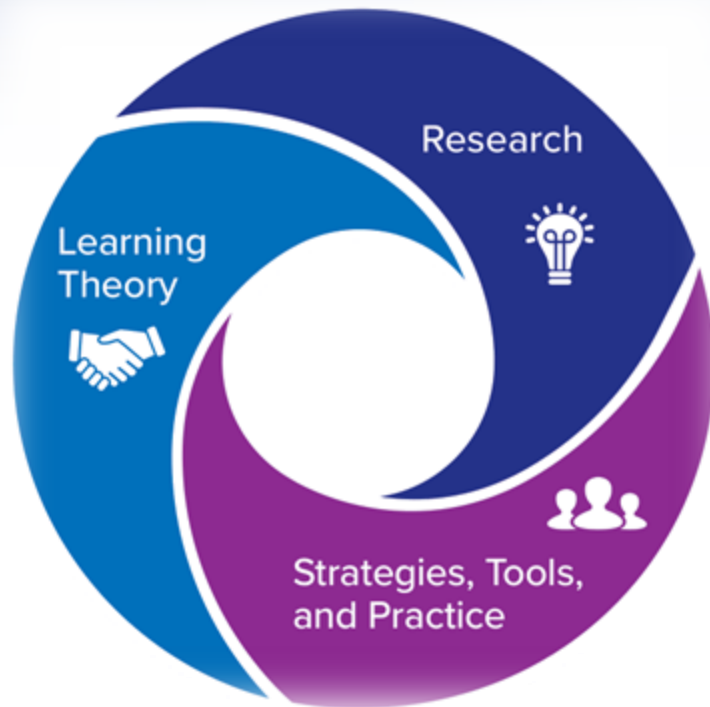 Research
Learning
Theory
Strategies, Tools,
and Practice